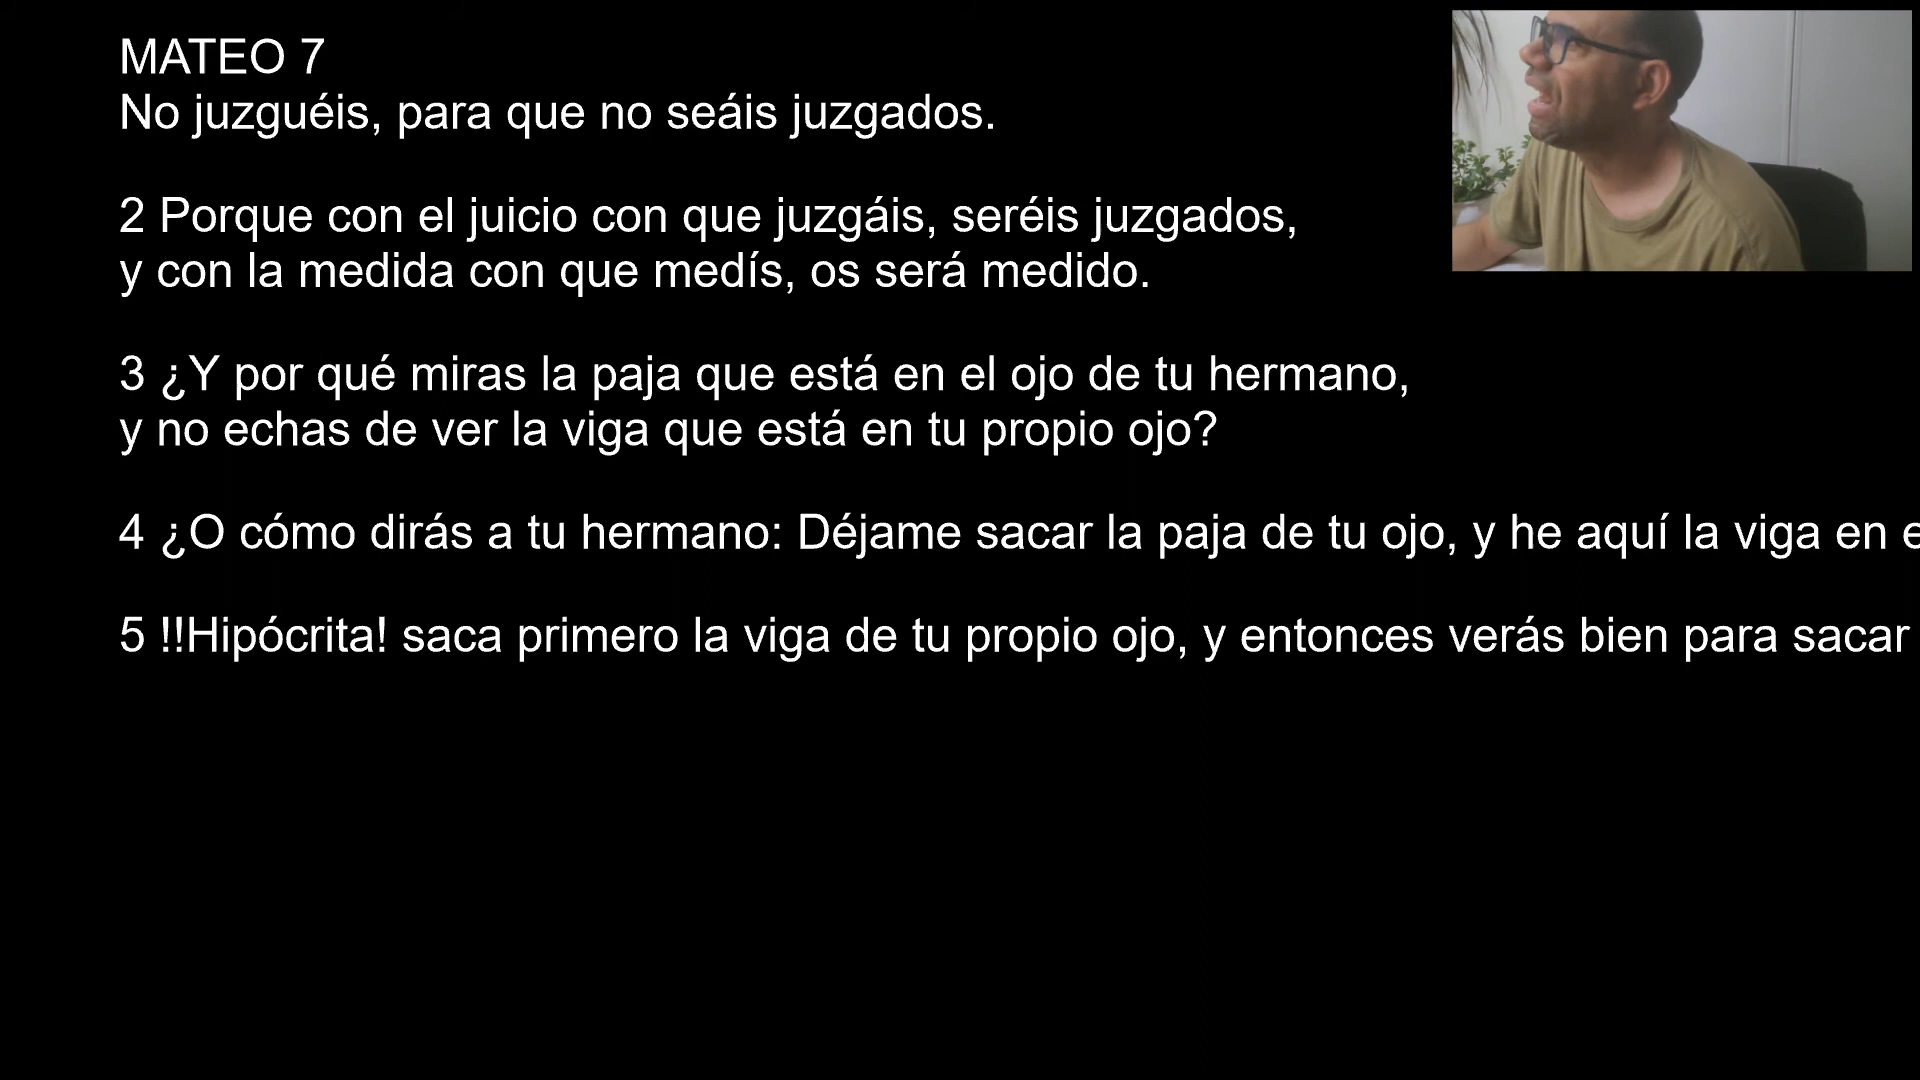 MATEO 7
No juzguéis, para que no seáis juzgados.
2 Porque con el juicio con que juzgáis, seréis juzgados,
y con la medida con que medís, os será medido.
3 ¿Y por qué miras la paja que está en el ojo de tu hermano,
y no echas de ver la viga que está en tu propio ojo?
4 ¿O cómo dirás a tu hermano: Déjame sacar la paja de tu ojo, y he aquí la viga en
5 !!Hipócrita! saca primero la viga de tu propio ojo, y entonces verás bien para sacar